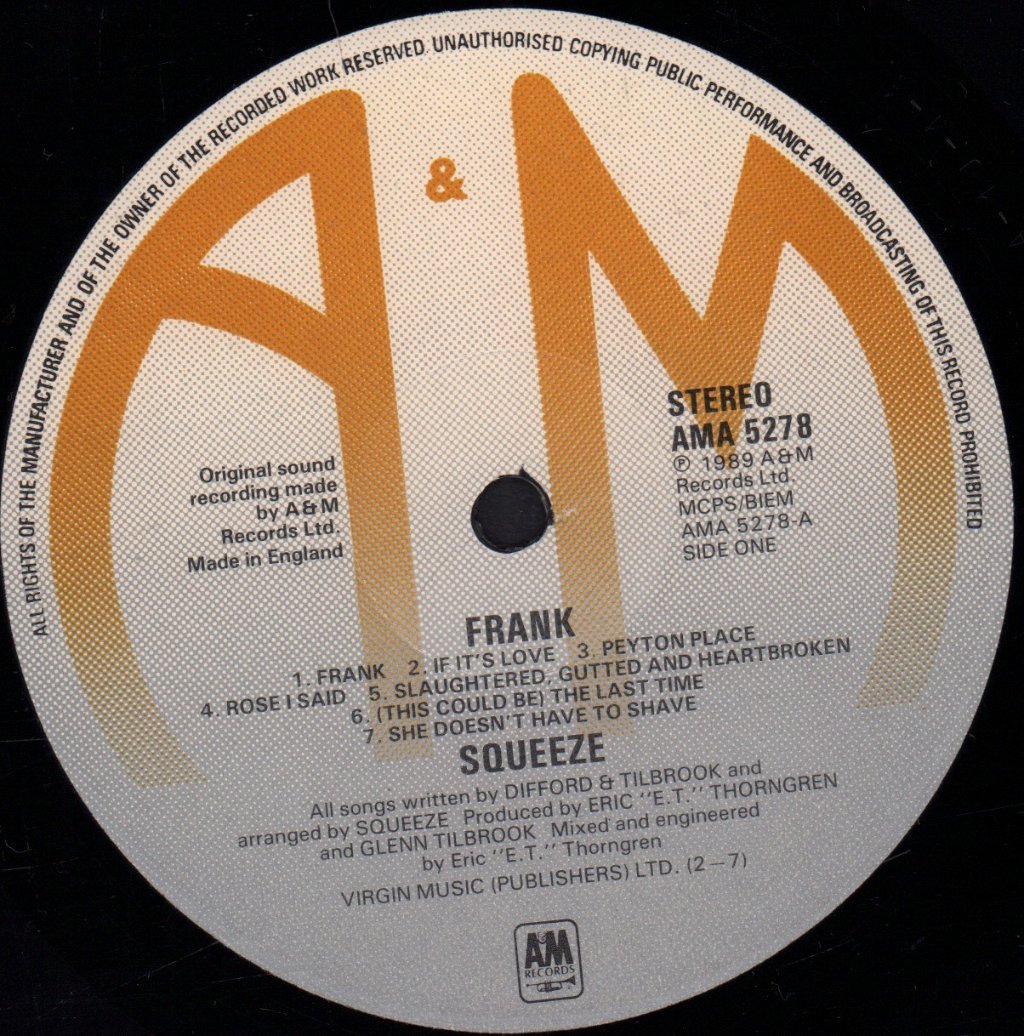 ALL RIGHTS OF THE MANUFACTURER AND OF THE OWNER OF THE RECORDED WORK RESERVED. UNAUTHORISED COPYING PUBLIC PERFORMANCE AND BROADCASTING OF THIS RECORD PROHIBITED
A & M
Original sound
recording made
by A & M
Records Ltd.
Made in England
STEREO
AMA 5278
℗ 1989 A & M
Records Ltd.
MCPS/BIEM
AMA 5278-A
SIDE ONE
FRANK
1. FRANK 2. IF IT'S LOVE 3. PEYTON PLACE
4. ROSE I SAID 5. SLAUGHTERED, GUTTED AND HEARTBROKEN
6. (THIS COULD BE) THE LAST TIME
7. SHE DOESN'T HAVE TO SHAVE
SQUEEZE
All songs written by DIFFORD & TILBROOK and
arranged by SQUEEZE Produced by ERIC "E.T." THORNGREN
and GLENN TILBROOK Mixed and engineered
by Eric "E.T." Thorngren
VIRGIN MUSIC (PUBLISHERS) LTD. (2–7)
A&M
RECORDS